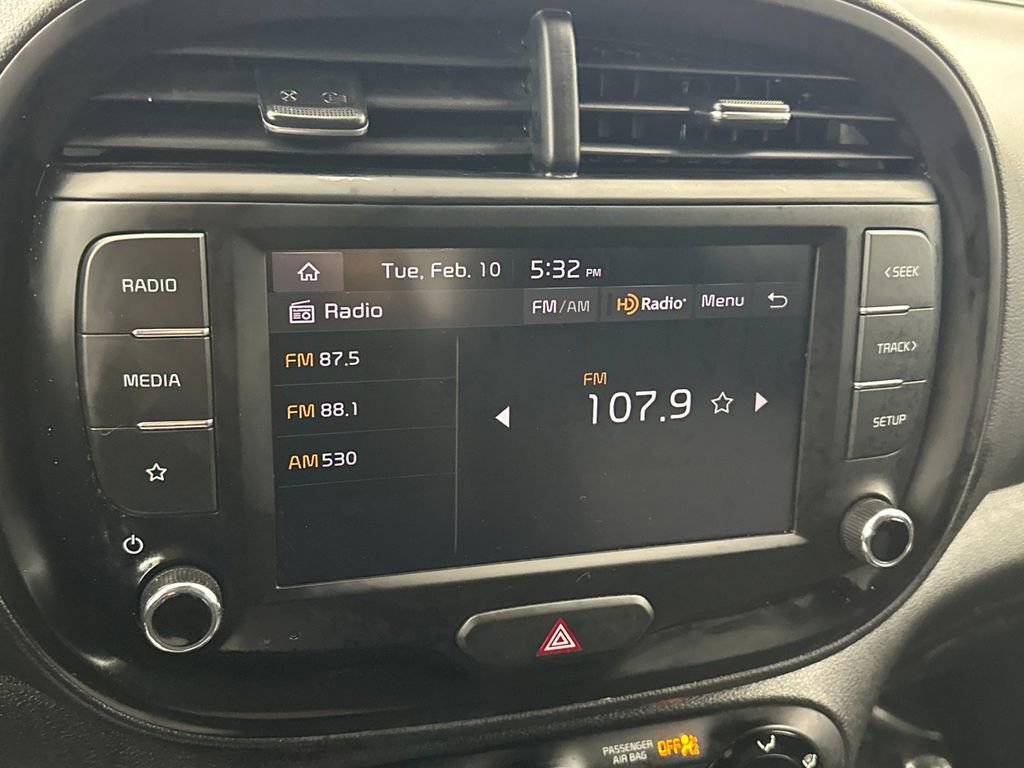 Tue, Feb. 10 5:32 PM
Radio FM/AM HD Radio Menu
FM 87.5
FM 88.1
AM 530
FM
107.9
RADIO
MEDIA
< SEEK
TRACK >
SETUP
PASSENGER
AIR BAG
OFF